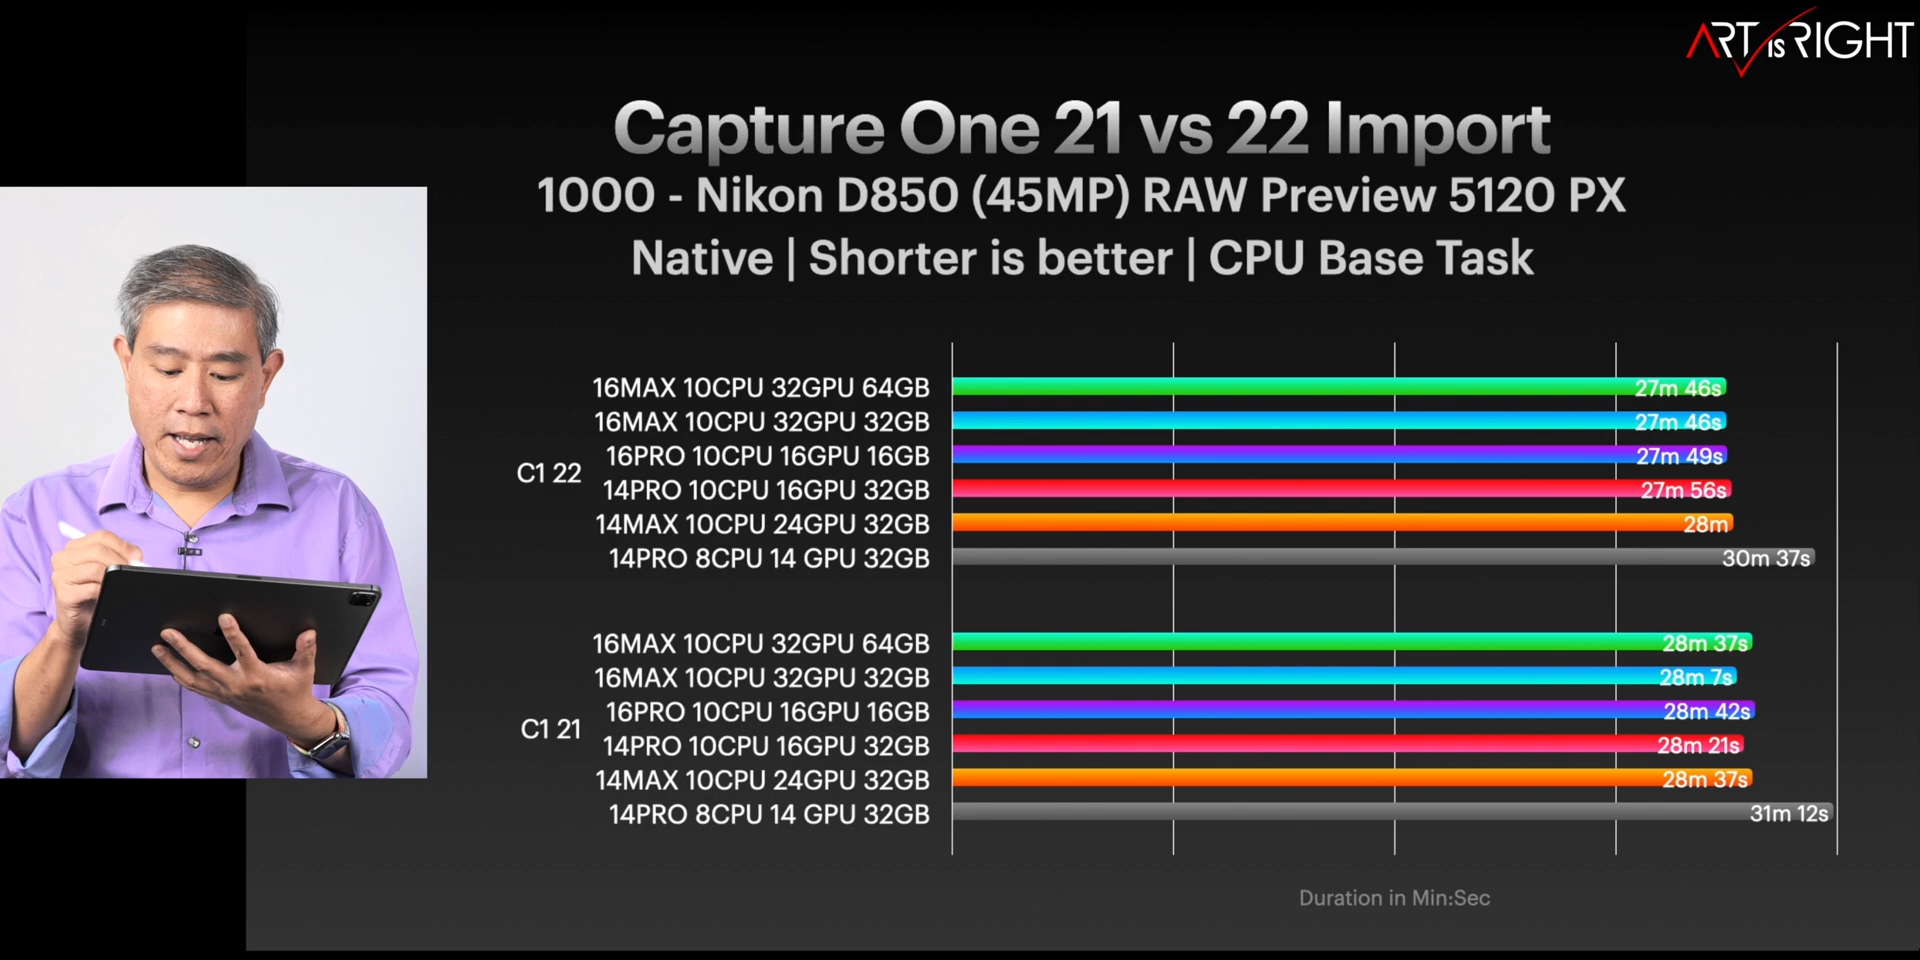 ART IS RIGHT
Capture One 21 vs 22 Import
1000 - Nikon D850 (45MP) RAW Preview 5120 PX
Native | Shorter is better | CPU Base Task
C1 22
16MAX 10CPU 32GPU 64GB 27m 46s
16MAX 10CPU 32GPU 32GB 27m 46s
16PRO 10CPU 16GPU 16GB 27m 49s
14PRO 10CPU 16GPU 32GB 27m 56s
14MAX 10CPU 24GPU 32GB 28m
14PRO 8CPU 14 GPU 32GB 30m 37s
C1 21
16MAX 10CPU 32GPU 64GB 28m 37s
16MAX 10CPU 32GPU 32GB 28m 7s
16PRO 10CPU 16GPU 16GB 28m 42s
14PRO 10CPU 16GPU 32GB 28m 21s
14MAX 10CPU 24GPU 32GB 28m 37s
14PRO 8CPU 14 GPU 32GB 31m 12s
Duration in Min:Sec